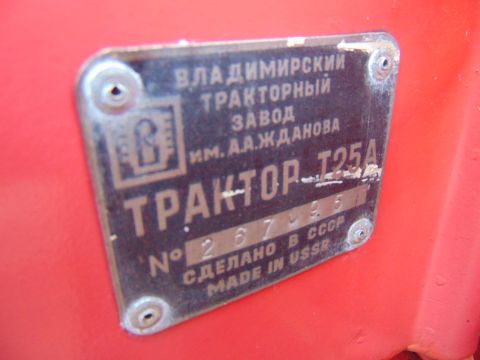 ВЛАДИМИРСКИЙ
ТРАКТОРНЫЙ
ЗАВОД
ИМ. А.А.ЖДАНОВА
ТРАКТОР Т25А
№
СДЕЛАНО В СССР
MADE IN USSR